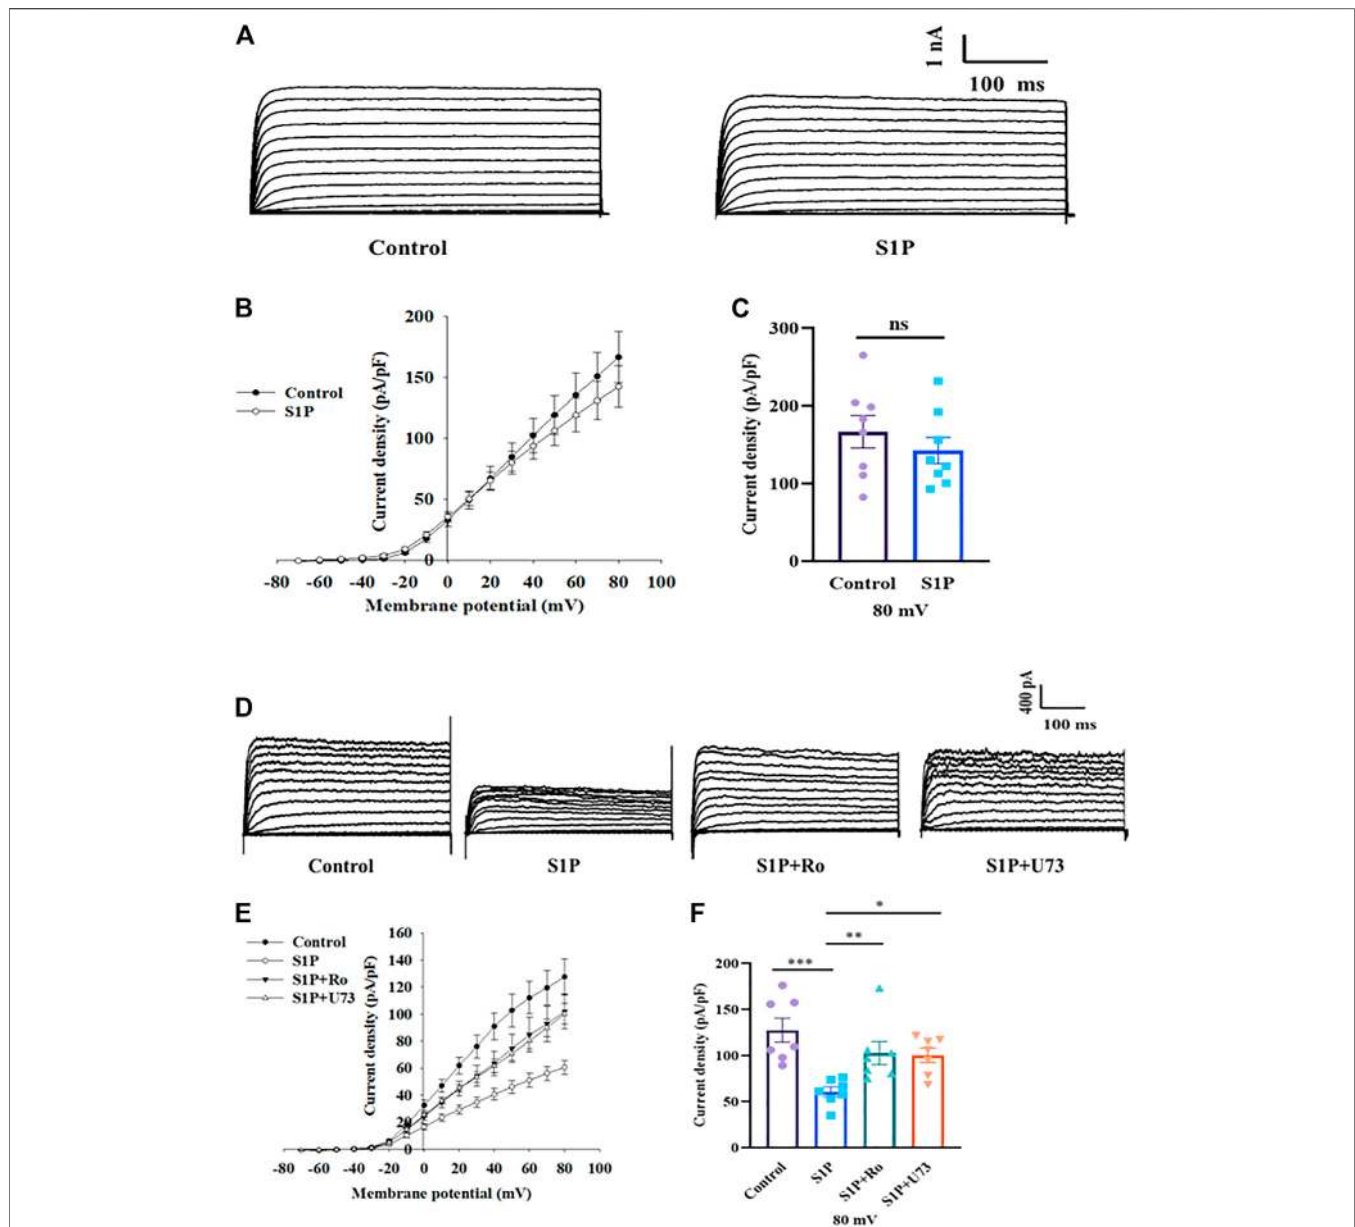 A
1 nA
100 ms
Control
S1P
B
200
150
100
50
0
Current density (pA/pF)
Control
S1P
-80 -60 -40 -20 0 20 40 60 80 100
Membrane potential (mV)
C
ns
300
200
100
0
Current density (pA/pF)
Control S1P
80 mV
D
400 pA
100 ms
Control
S1P
S1P+Ro
S1P+U73
E
160
140
120
100
80
60
40
20
0
Current density (pA/pF)
Control
S1P
S1P+Ro
S1P+U73
-80 -60 -40 -20 0 20 40 60 80 100
Membrane potential (mV)
F
*
**
***
200
150
100
50
0
Current density (pA/pF)
Control S1P S1P+Ro S1P+U73
80 mV